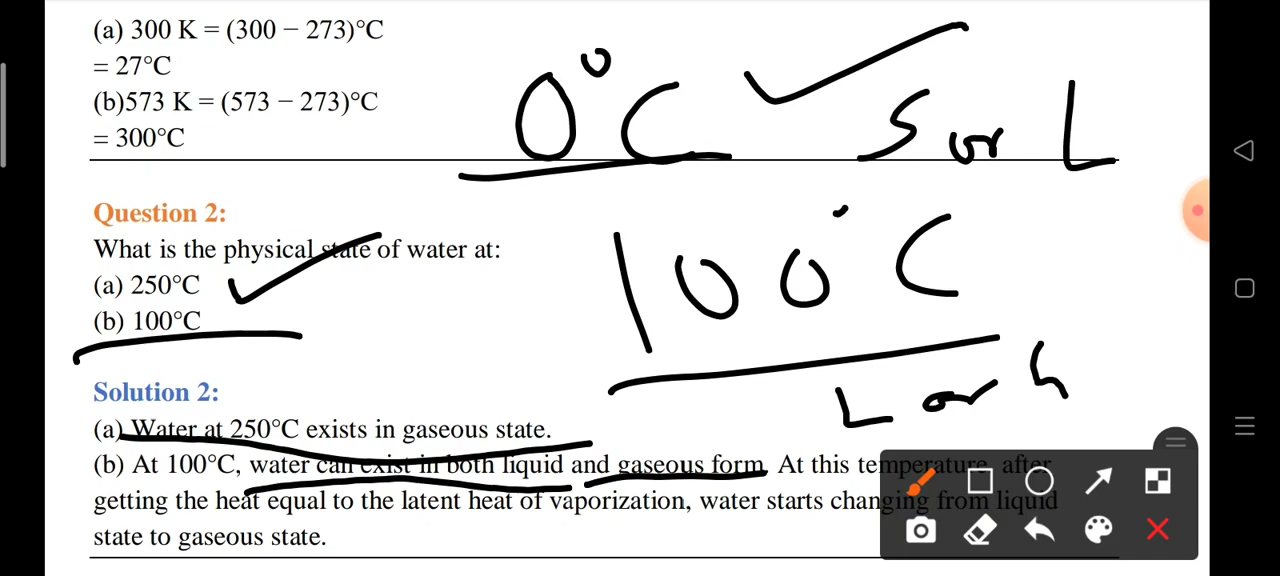 (a) 300 K = (300 − 273)°C
= 27°C
(b)573 K = (573 − 273)°C
= 300°C
0°C S or L
Question 2:
What is the physical state of water at:
(a) 250°C
(b) 100°C
100°C
L or
Solution 2:
(a) Water at 250°C exists in gaseous state.
(b) At 100°C, water can exist in both liquid and gaseous form. At this temperature, after
getting the heat equal to the latent heat of vaporization, water starts changing from liquid
state to gaseous state.